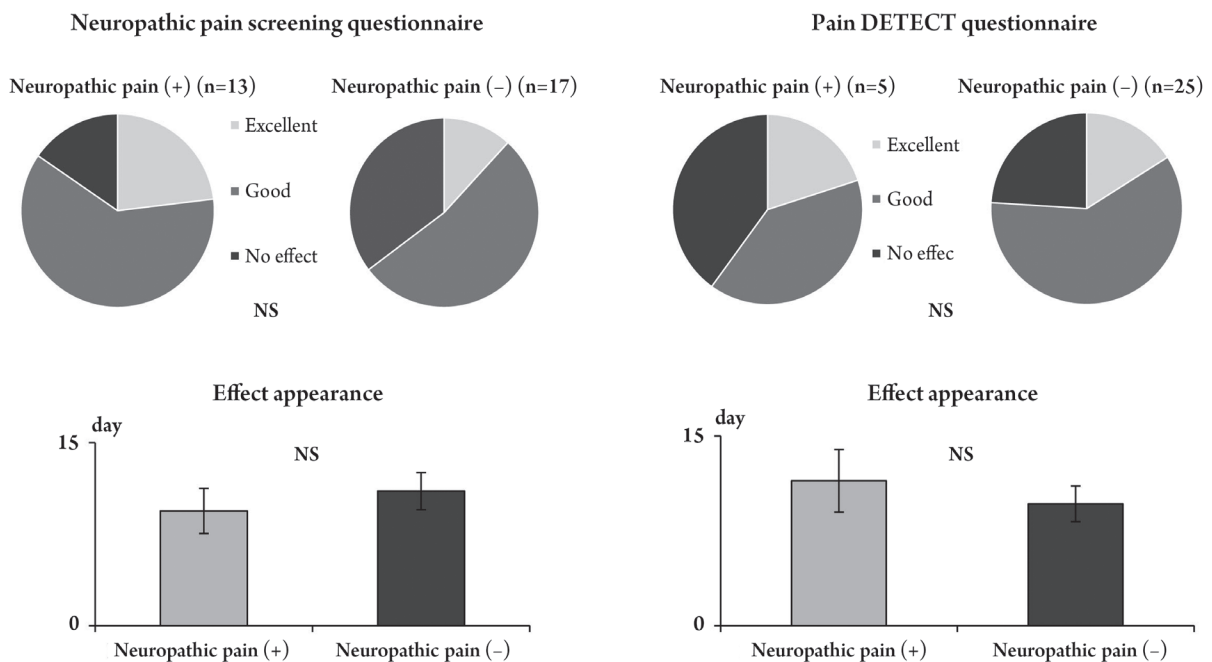 Neuropathic pain screening questionnaire
Neuropathic pain (+) (n=13)
Neuropathic pain (–) (n=17)
Excellent
Good
No effect
NS
Effect appearance
day
15
NS
0
Neuropathic pain (+)
Neuropathic pain (–)
Pain DETECT questionnaire
Neuropathic pain (+) (n=5)
Neuropathic pain (–) (n=25)
Excellent
Good
No effec
NS
Effect appearance
day
15
NS
0
Neuropathic pain (+)
Neuropathic pain (–)